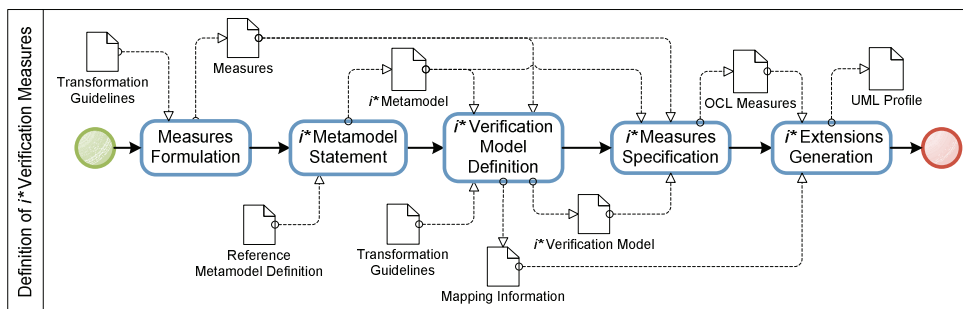 Definition of i* Verification Measures
Transformation
Guidelines
Measures
i* Metamodel
OCL Measures
UML Profile
Measures
Formulation
i* Metamodel
Statement
i* Verification
Model
Definition
i* Measures
Specification
i* Extensions
Generation
Reference
Metamodel Definition
Transformation
Guidelines
i* Verification Model
Mapping Information